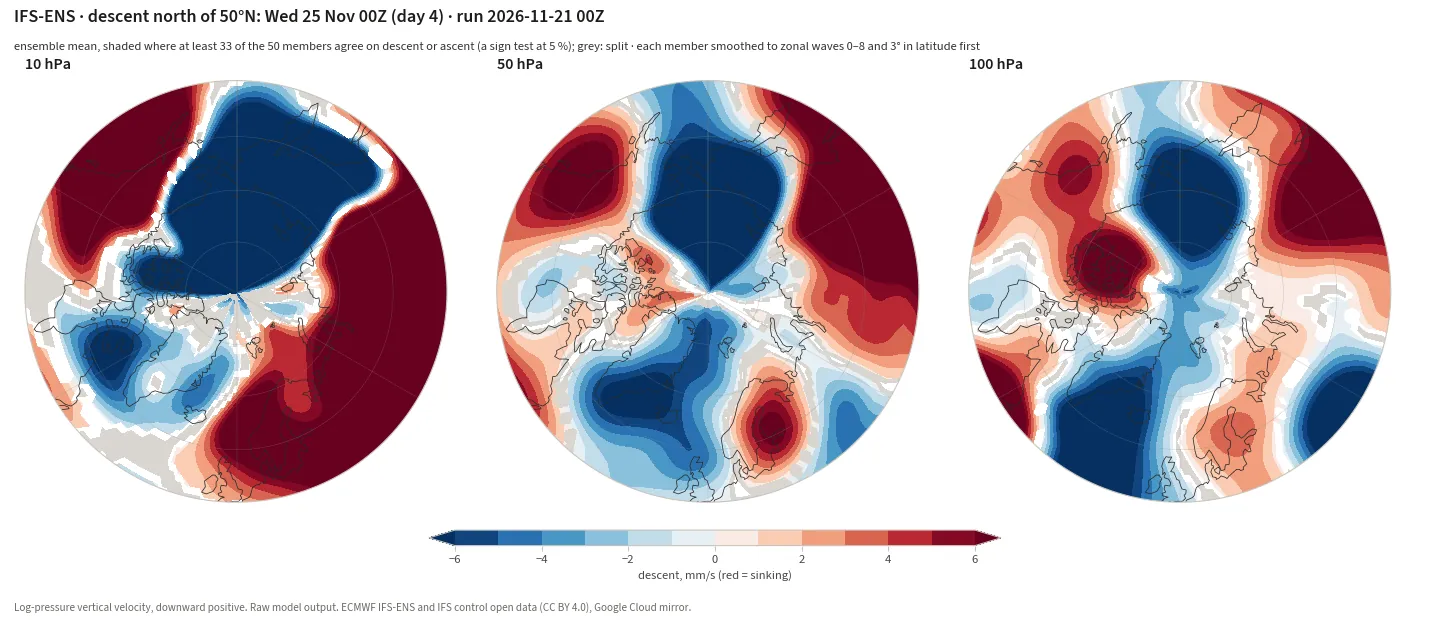 IFS-ENS · descent north of 50°N: Wed 25 Nov 00Z (day 4) · run 2026-11-21 00Z
ensemble mean, shaded where at least 33 of the 50 members agree on descent or ascent (a sign test at 5 %); grey: split · each member smoothed to zonal waves 0–8 and 3° in latitude first
10 hPa
50 hPa
100 hPa
−6 −4 −2 0 2 4 6
descent, mm/s (red = sinking)
Log-pressure vertical velocity, downward positive. Raw model output. ECMWF IFS-ENS and IFS control open data (CC BY 4.0), Google Cloud mirror.